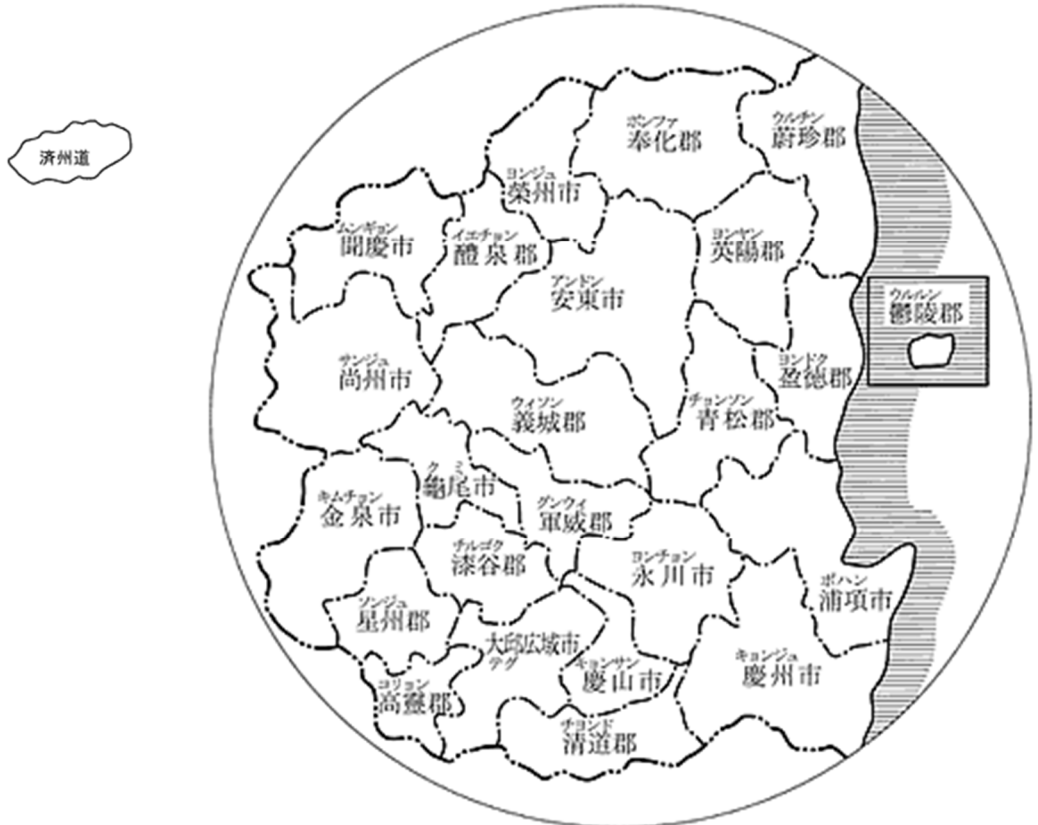 済州道
ポンファ
奉化郡
ウルチン
蔚珍郡
ヨンジュ
榮州市
ムンギョン
聞慶市
イエチョン
醴泉郡
ヨンヤン
英陽郡
アンドン
安東市
ウルルン
鬱陵郡
サンジュ
尚州市
ヨンドク
盈徳郡
ウィソン
義城郡
チョンソン
青松郡
クミ
龜尾市
キムチョン
金泉市
グンウィ
軍威郡
チルゴク
漆谷郡
ヨンチョン
永川市
ポハン
浦項市
ソンジュ
星州郡
大邱広域市
テグ
キョンサン
慶山市
キョンジュ
慶州市
コリョン
高靈郡
チョンド
清道郡